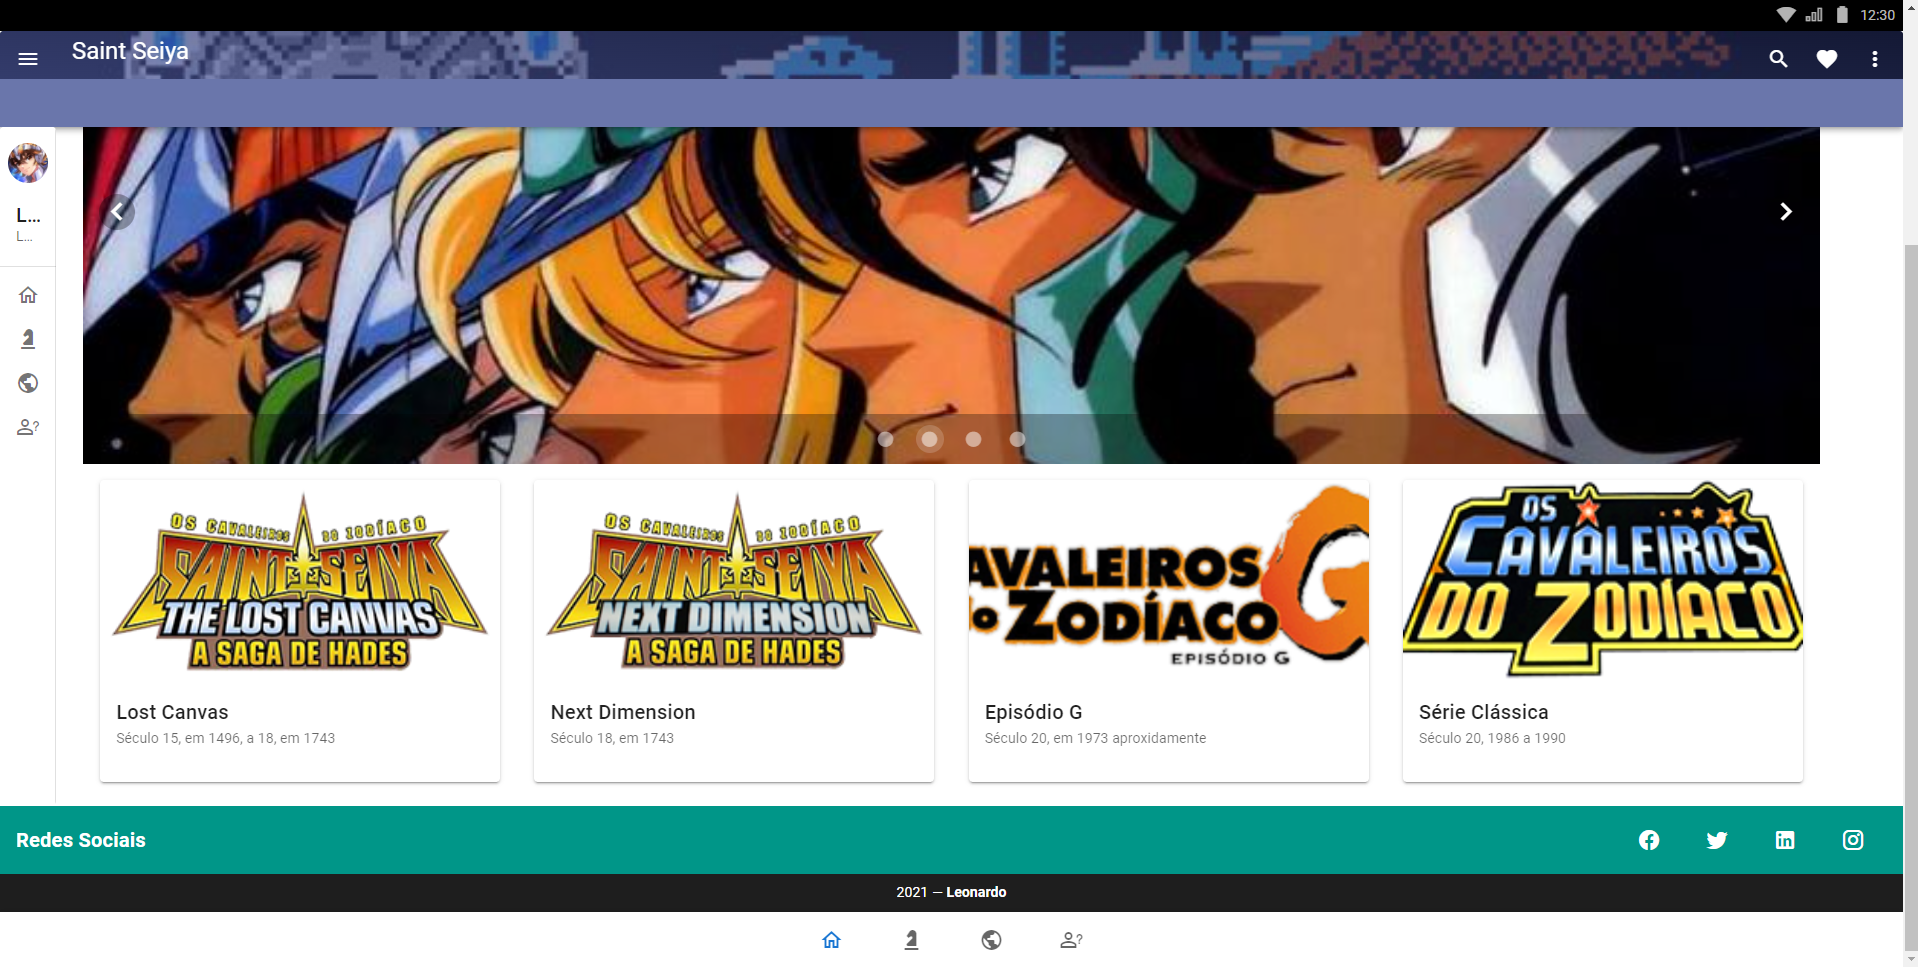 12:30
Saint Seiya
L...
L...
OS CAVALEIROS DO ZODÍACO
SAINT SEIYA
THE LOST CANVAS
A SAGA DE HADES
Lost Canvas
Século 15, em 1496, a 18, em 1743
OS CAVALEIROS DO ZODÍACO
SAINT SEIYA
NEXT DIMENSION
A SAGA DE HADES
Next Dimension
Século 18, em 1743
AVALEIROS
do ZODÍACO
G
EPISÓDIO G
Episódio G
Século 20, em 1973 aproxidamente
OS
CAVALEIROS
DO ZODÍACO
Série Clássica
Século 20, 1986 a 1990
Redes Sociais
2021 — Leonardo